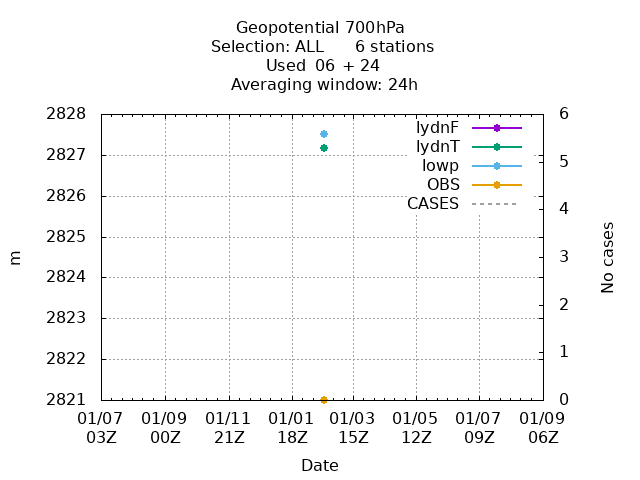 Geopotential 700hPa
Selection: ALL      6 stations
Used  06 + 24
Averaging window: 24h
2828
2827
2826
2825
2824
2823
2822
2821
m
6
5
4
3
2
1
0
No cases
lydnF
lydnT
lowp
OBS
CASES
01/07 01/09 01/11 01/01 01/03 01/05 01/07 01/09
03Z 00Z 21Z 18Z 15Z 12Z 09Z 06Z
Date